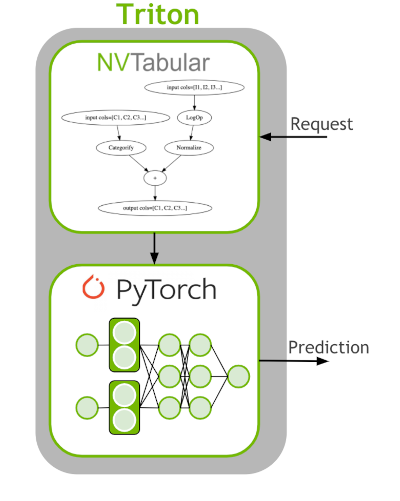 Triton
NVTabular
input cols=[I1, I2, I3...]
input cols=[C1, C2, C3...]
LogOp
Categorify
Normalize
+
output cols=[C1, C2, C3...]
Request
PyTorch
Prediction